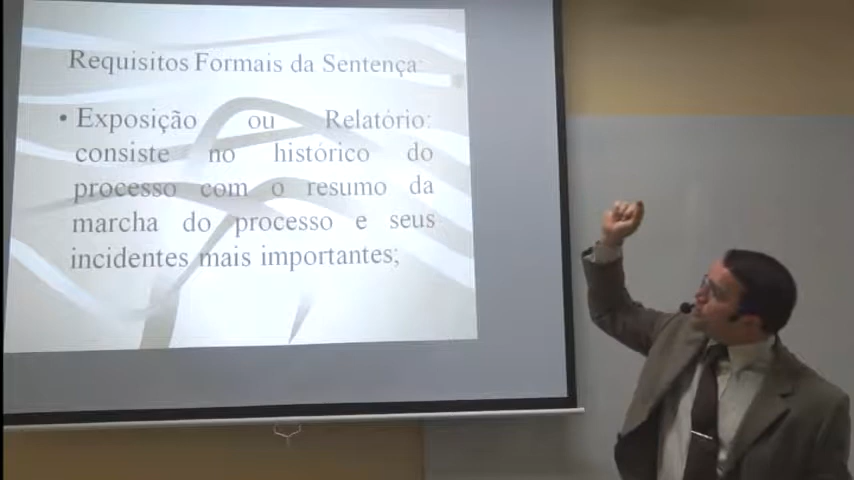 Requisitos Formais da Sentença:
• Exposição ou Relatório:
consiste no histórico do
processo com o resumo da
marcha do processo e seus
incidentes mais importantes;